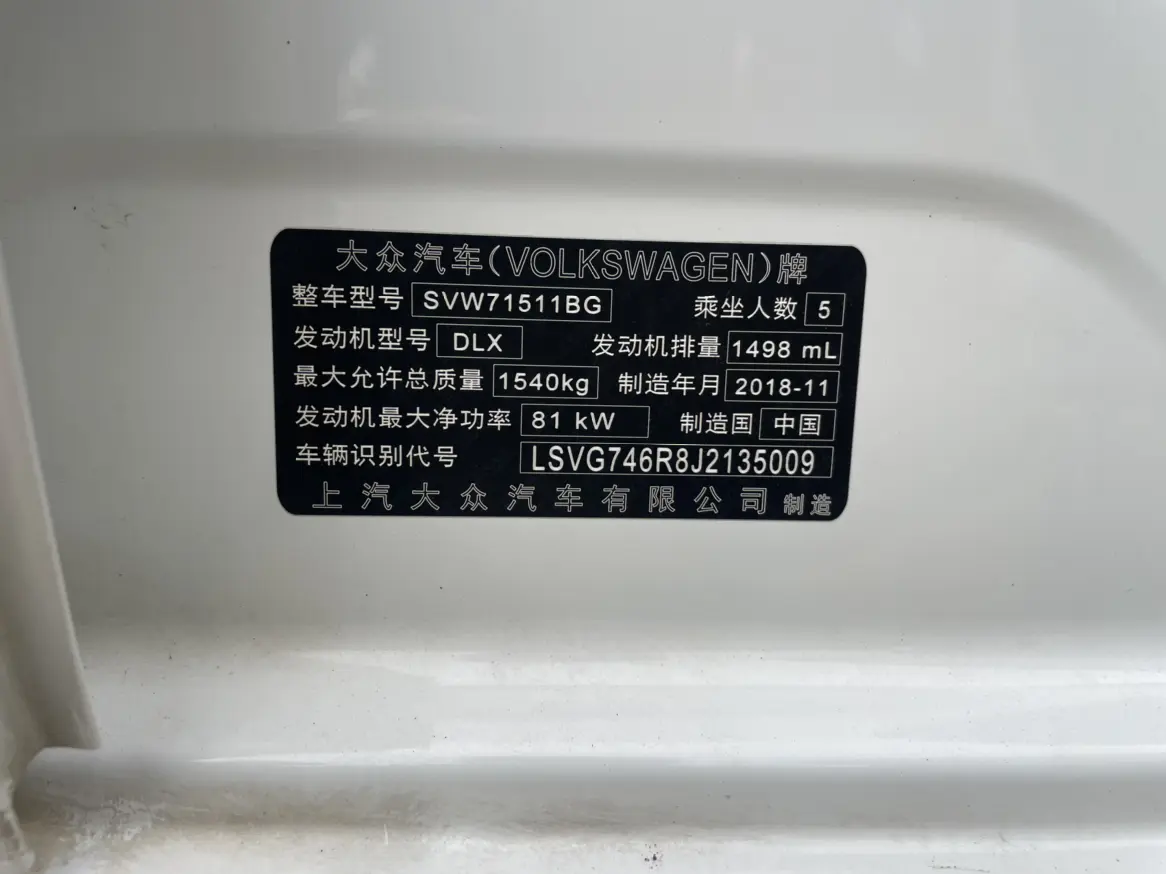 大众汽车(VOLKSWAGEN)牌
整车型号 SVW71511BG 乘坐人数 5
发动机型号 DLX 发动机排量 1498 mL
最大允许总质量 1540kg 制造年月 2018-11
发动机最大净功率 81 kW 制造国 中国
车辆识别代号 LSVG746R8J2135009
上汽大众汽车有限公司 制造